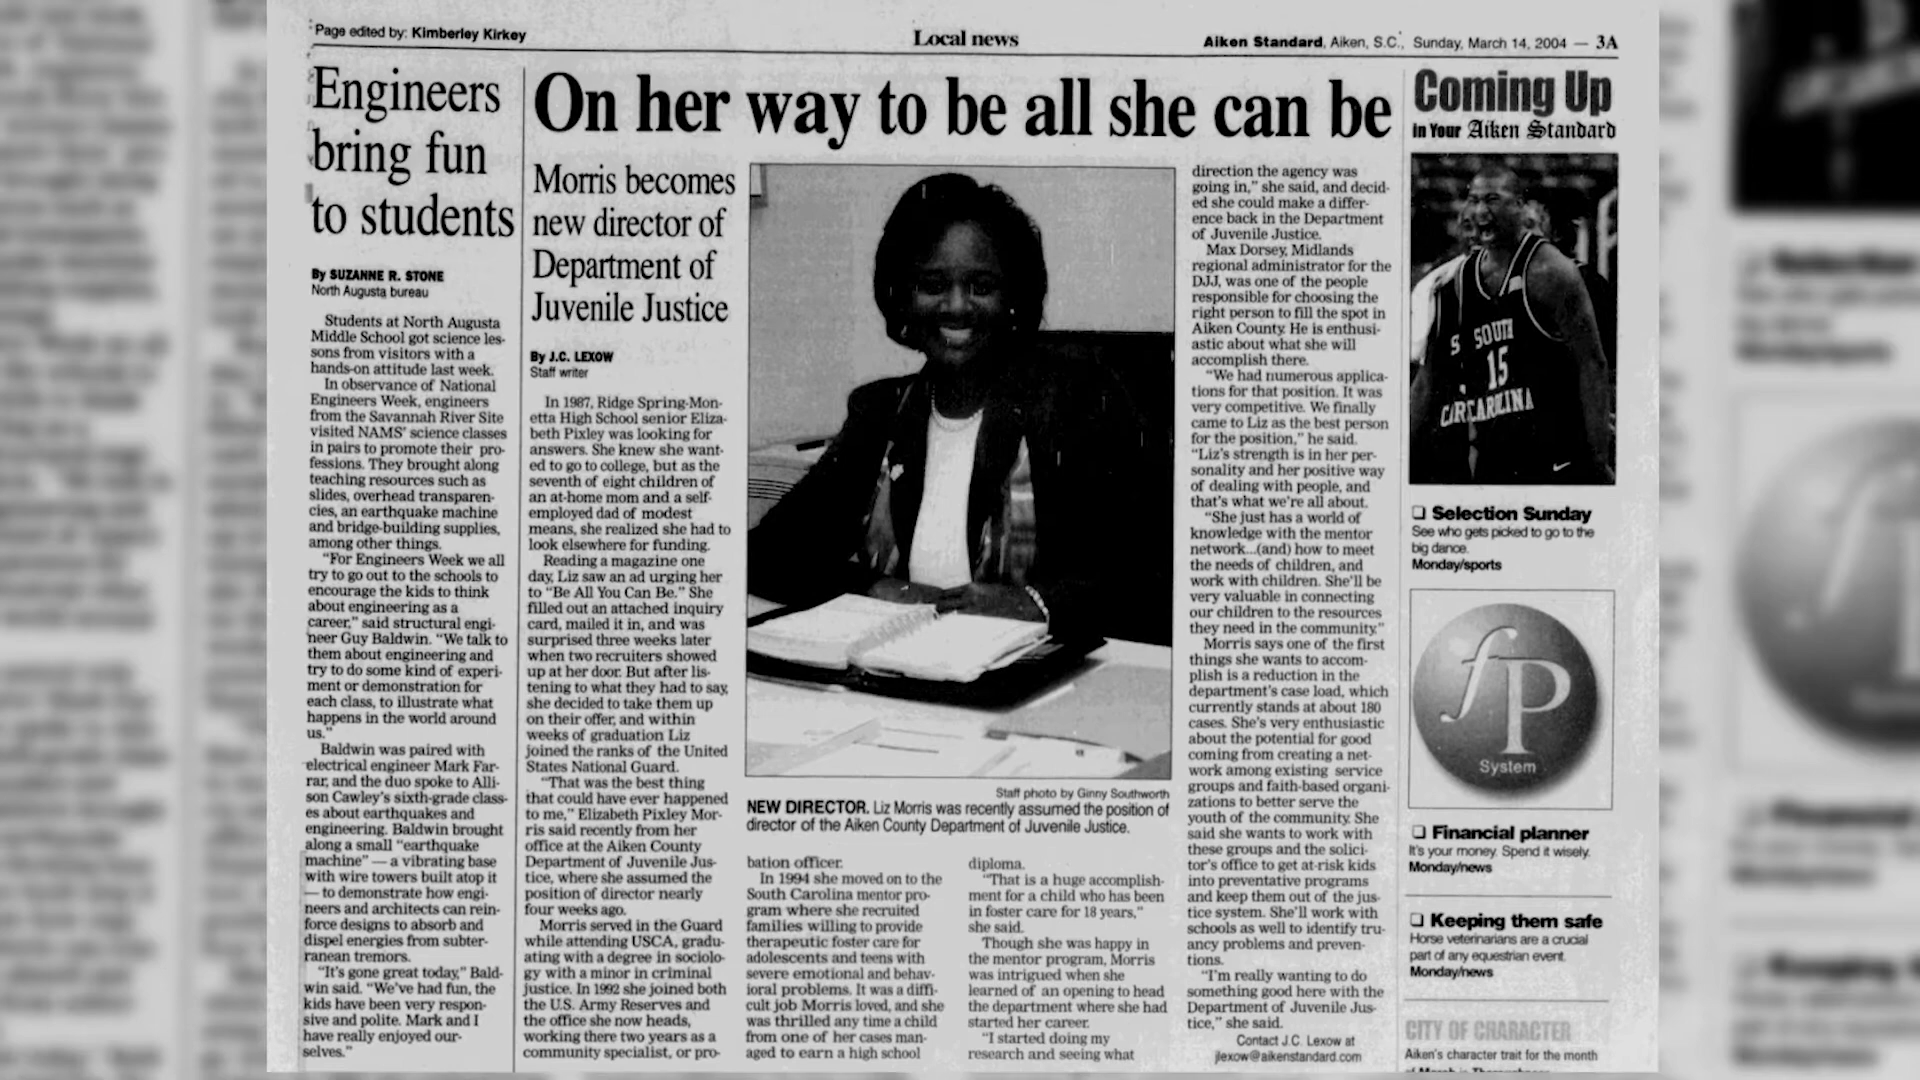 Page edited by: Kimberley Kirkey
Local news
Aiken Standard, Aiken, S.C., Sunday, March 14, 2004 — 3A
Engineers
bring fun
to students
By SUZANNE R. STONE
North Augusta bureau
Students at North Augusta
Middle School got science les-
sons from visitors with a
hands-on attitude last week.
In observance of National
Engineers Week, engineers
from the Savannah River Site
visited NAMS' science classes
in pairs to promote their pro-
fessions. They brought along
teaching resources such as
slides, overhead transparen-
cies, an earthquake machine
and bridge-building supplies,
among other things.
"For Engineers Week we all
try to go out to the schools to
encourage the kids to think
about engineering as a
career," said structural engi-
neer Guy Baldwin. "We talk to
them about engineering and
try to do some kind of experi-
ment or demonstration for
each class, to illustrate what
happens in the world around
us."
Baldwin was paired with
electrical engineer Mark Far-
rar, and the duo spoke to Alli-
son Cawley's sixth-grade class-
es about earthquakes and
engineering. Baldwin brought
along a small "earthquake
machine" — a vibrating base
with wire towers built atop it
— to demonstrate how engi-
neers and architects can rein-
force designs to absorb and
dispel energies from subter-
ranean tremors.
"It's gone great today," Bald-
win said. "We've had fun, the
kids have been very respon-
sive and polite. Mark and I
have really enjoyed our-
selves."
On her way to be all she can be
Morris becomes
new director of
Department of
Juvenile Justice
By J.C. LEXOW
Staff writer
In 1987, Ridge Spring-Mon-
etta High School senior Eliza-
beth Pixley was looking for
answers. She knew she want-
ed to go to college, but as the
seventh of eight children of
an at-home mom and a self-
employed dad of modest
means, she realized she had to
look elsewhere for funding.
Reading a magazine one
day, Liz saw an ad urging her
to "Be All You Can Be." She
filled out an attached inquiry
card, mailed it in, and was
surprised three weeks later
when two recruiters showed
up at her door. But after lis-
tening to what they had to say,
she decided to take them up
on their offer, and within
weeks of graduation Liz
joined the ranks of the United
States National Guard.
"That was the best thing
that could have ever happened
to me," Elizabeth Pixley Mor-
ris said recently from her
office at the Aiken County
Department of Juvenile Jus-
tice, where she assumed the
position of director nearly
four weeks ago.
Morris served in the Guard
while attending USCA, gradu-
ating with a degree in sociolo-
gy with a minor in criminal
justice. In 1992 she joined both
the U.S. Army Reserves and
the office she now heads,
working there two years as a
community specialist, or pro-
Staff photo by Ginny Southworth
NEW DIRECTOR. Liz Morris was recently assumed the position of
director of the Aiken County Department of Juvenile Justice.
bation officer.
In 1994 she moved on to the
South Carolina mentor pro-
gram where she recruited
families willing to provide
therapeutic foster care for
adolescents and teens with
severe emotional and behav-
ioral problems. It was a diffi-
cult job Morris loved, and she
was thrilled any time a child
from one of her cases man-
aged to earn a high school
diploma.
"That is a huge accomplish-
ment for a child who has been
in foster care for 18 years,"
she said.
Though she was happy in
the mentor program, Morris
was intrigued when she
learned of an opening to head
the department where she had
started her career.
"I started doing my
research and seeing what
direction the agency was
going in," she said, and decid-
ed she could make a differ-
ence back in the Department
of Juvenile Justice.
Max Dorsey, Midlands
regional administrator for the
DJJ, was one of the people
responsible for choosing the
right person to fill the spot in
Aiken County. He is enthusi-
astic about what she will
accomplish there.
"We had numerous applica-
tions for that position. It was
very competitive. We finally
came to Liz as the best person
for the position," he said.
"Liz's strength is in her per-
sonality and her positive way
of dealing with people, and
that's what we're all about.
"She just has a world of
knowledge with the mentor
network...(and) how to meet
the needs of children, and
work with children. She'll be
very valuable in connecting
our children to the resources
they need in the community."
Morris says one of the first
things she wants to accom-
plish is a reduction in the
department's case load, which
currently stands at about 180
cases. She's very enthusiastic
about the potential for good
coming from creating a net-
work among existing service
groups and faith-based organi-
zations to better serve the
youth of the community. She
said she wants to work with
these groups and the solici-
tor's office to get at-risk kids
into preventative programs
and keep them out of the jus-
tice system. She'll work with
schools as well to identify tru-
ancy problems and preven-
tions.
"I'm really wanting to do
something good here with the
Department of Juvenile Jus-
tice," she said.
Contact J.C. Lexow at
jlexow@aikenstandard.com
Coming Up
in Your Aiken Standard
SOUTH
15
CAROLINA
❏ Selection Sunday
See who gets picked to go to the
big dance.
Monday/sports
fP
System
❏ Financial planner
It's your money. Spend it wisely.
Monday/news
❏ Keeping them safe
Horse veterinarians are a crucial
part of any equestrian event.
Monday/news
CITY OF CHARACTER
Aiken's character trait for the month